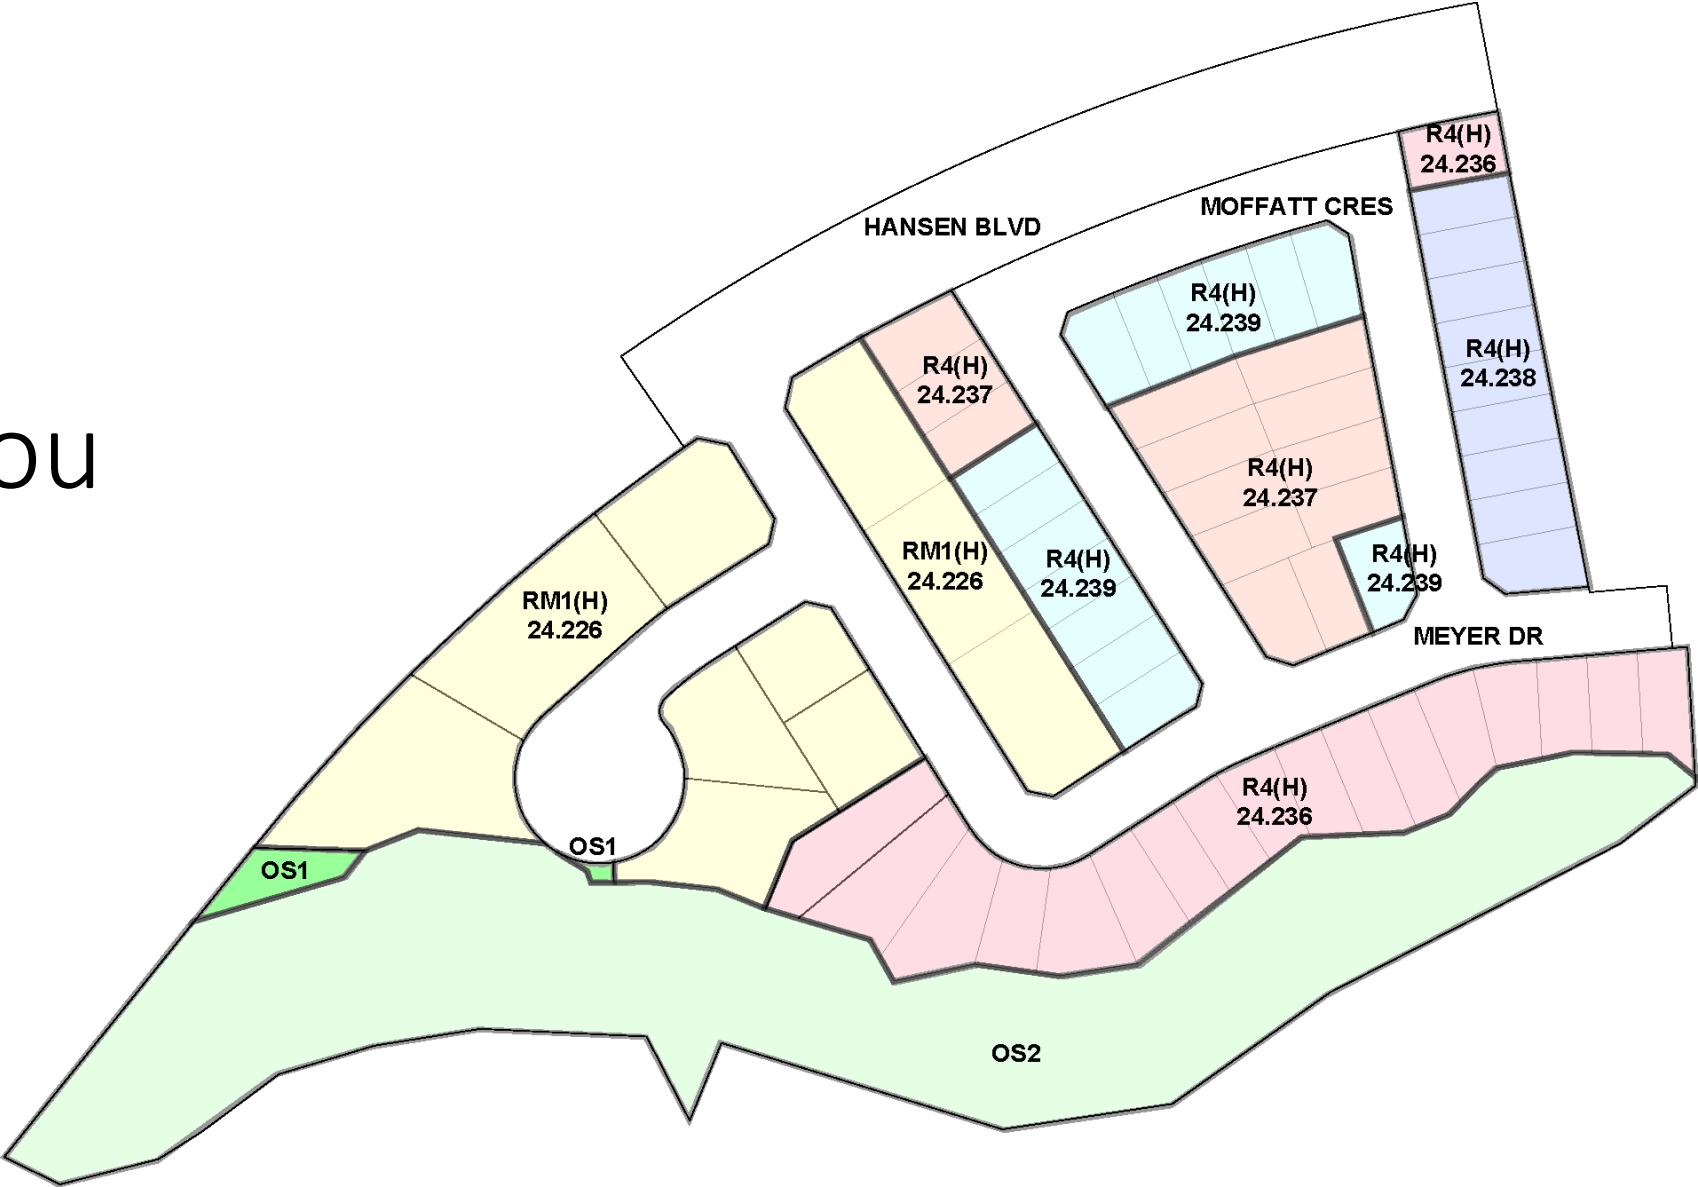 R4(H)
24.236
MOFFATT CRES
HANSEN BLVD
R4(H)
24.239
R4(H)
24.238
R4(H)
24.237
ou
R4(H)
24.237
RM1(H)
24.226
R4(H)
24.239
R4(H)
24.239
RM1(H)
24.226
MEYER DR
R4(H)
24.236
OS1
OS1
OS2